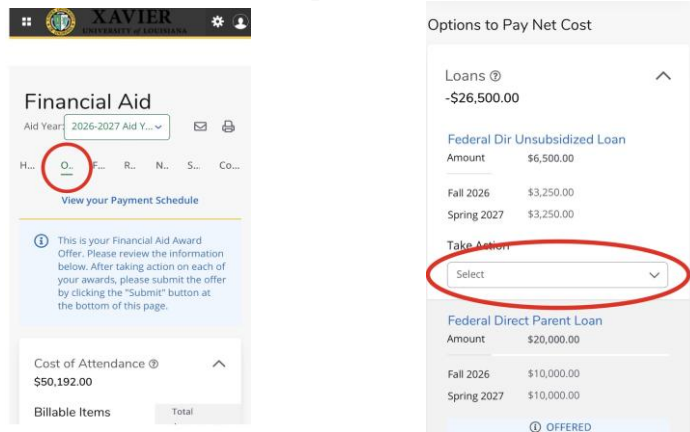 XAVIER
UNIVERSITY of LOUISIANA
Financial Aid
Aid Year: 2026-2027 Aid Y...
H... O.. F... R.. N.. S... Co...
View your Payment Schedule
This is your Financial Aid Award
Offer. Please review the information
below. After taking action on each of
your awards, please submit the offer
by clicking the "Submit" button at
the bottom of this page.
Cost of Attendance
$50,192.00
Billable Items Total
Options to Pay Net Cost
Loans
-$26,500.00
Federal Dir Unsubsidized Loan
Amount $6,500.00
Fall 2026 $3,250.00
Spring 2027 $3,250.00
Take Action
Select
Federal Direct Parent Loan
Amount $20,000.00
Fall 2026 $10,000.00
Spring 2027 $10,000.00
OFFERED